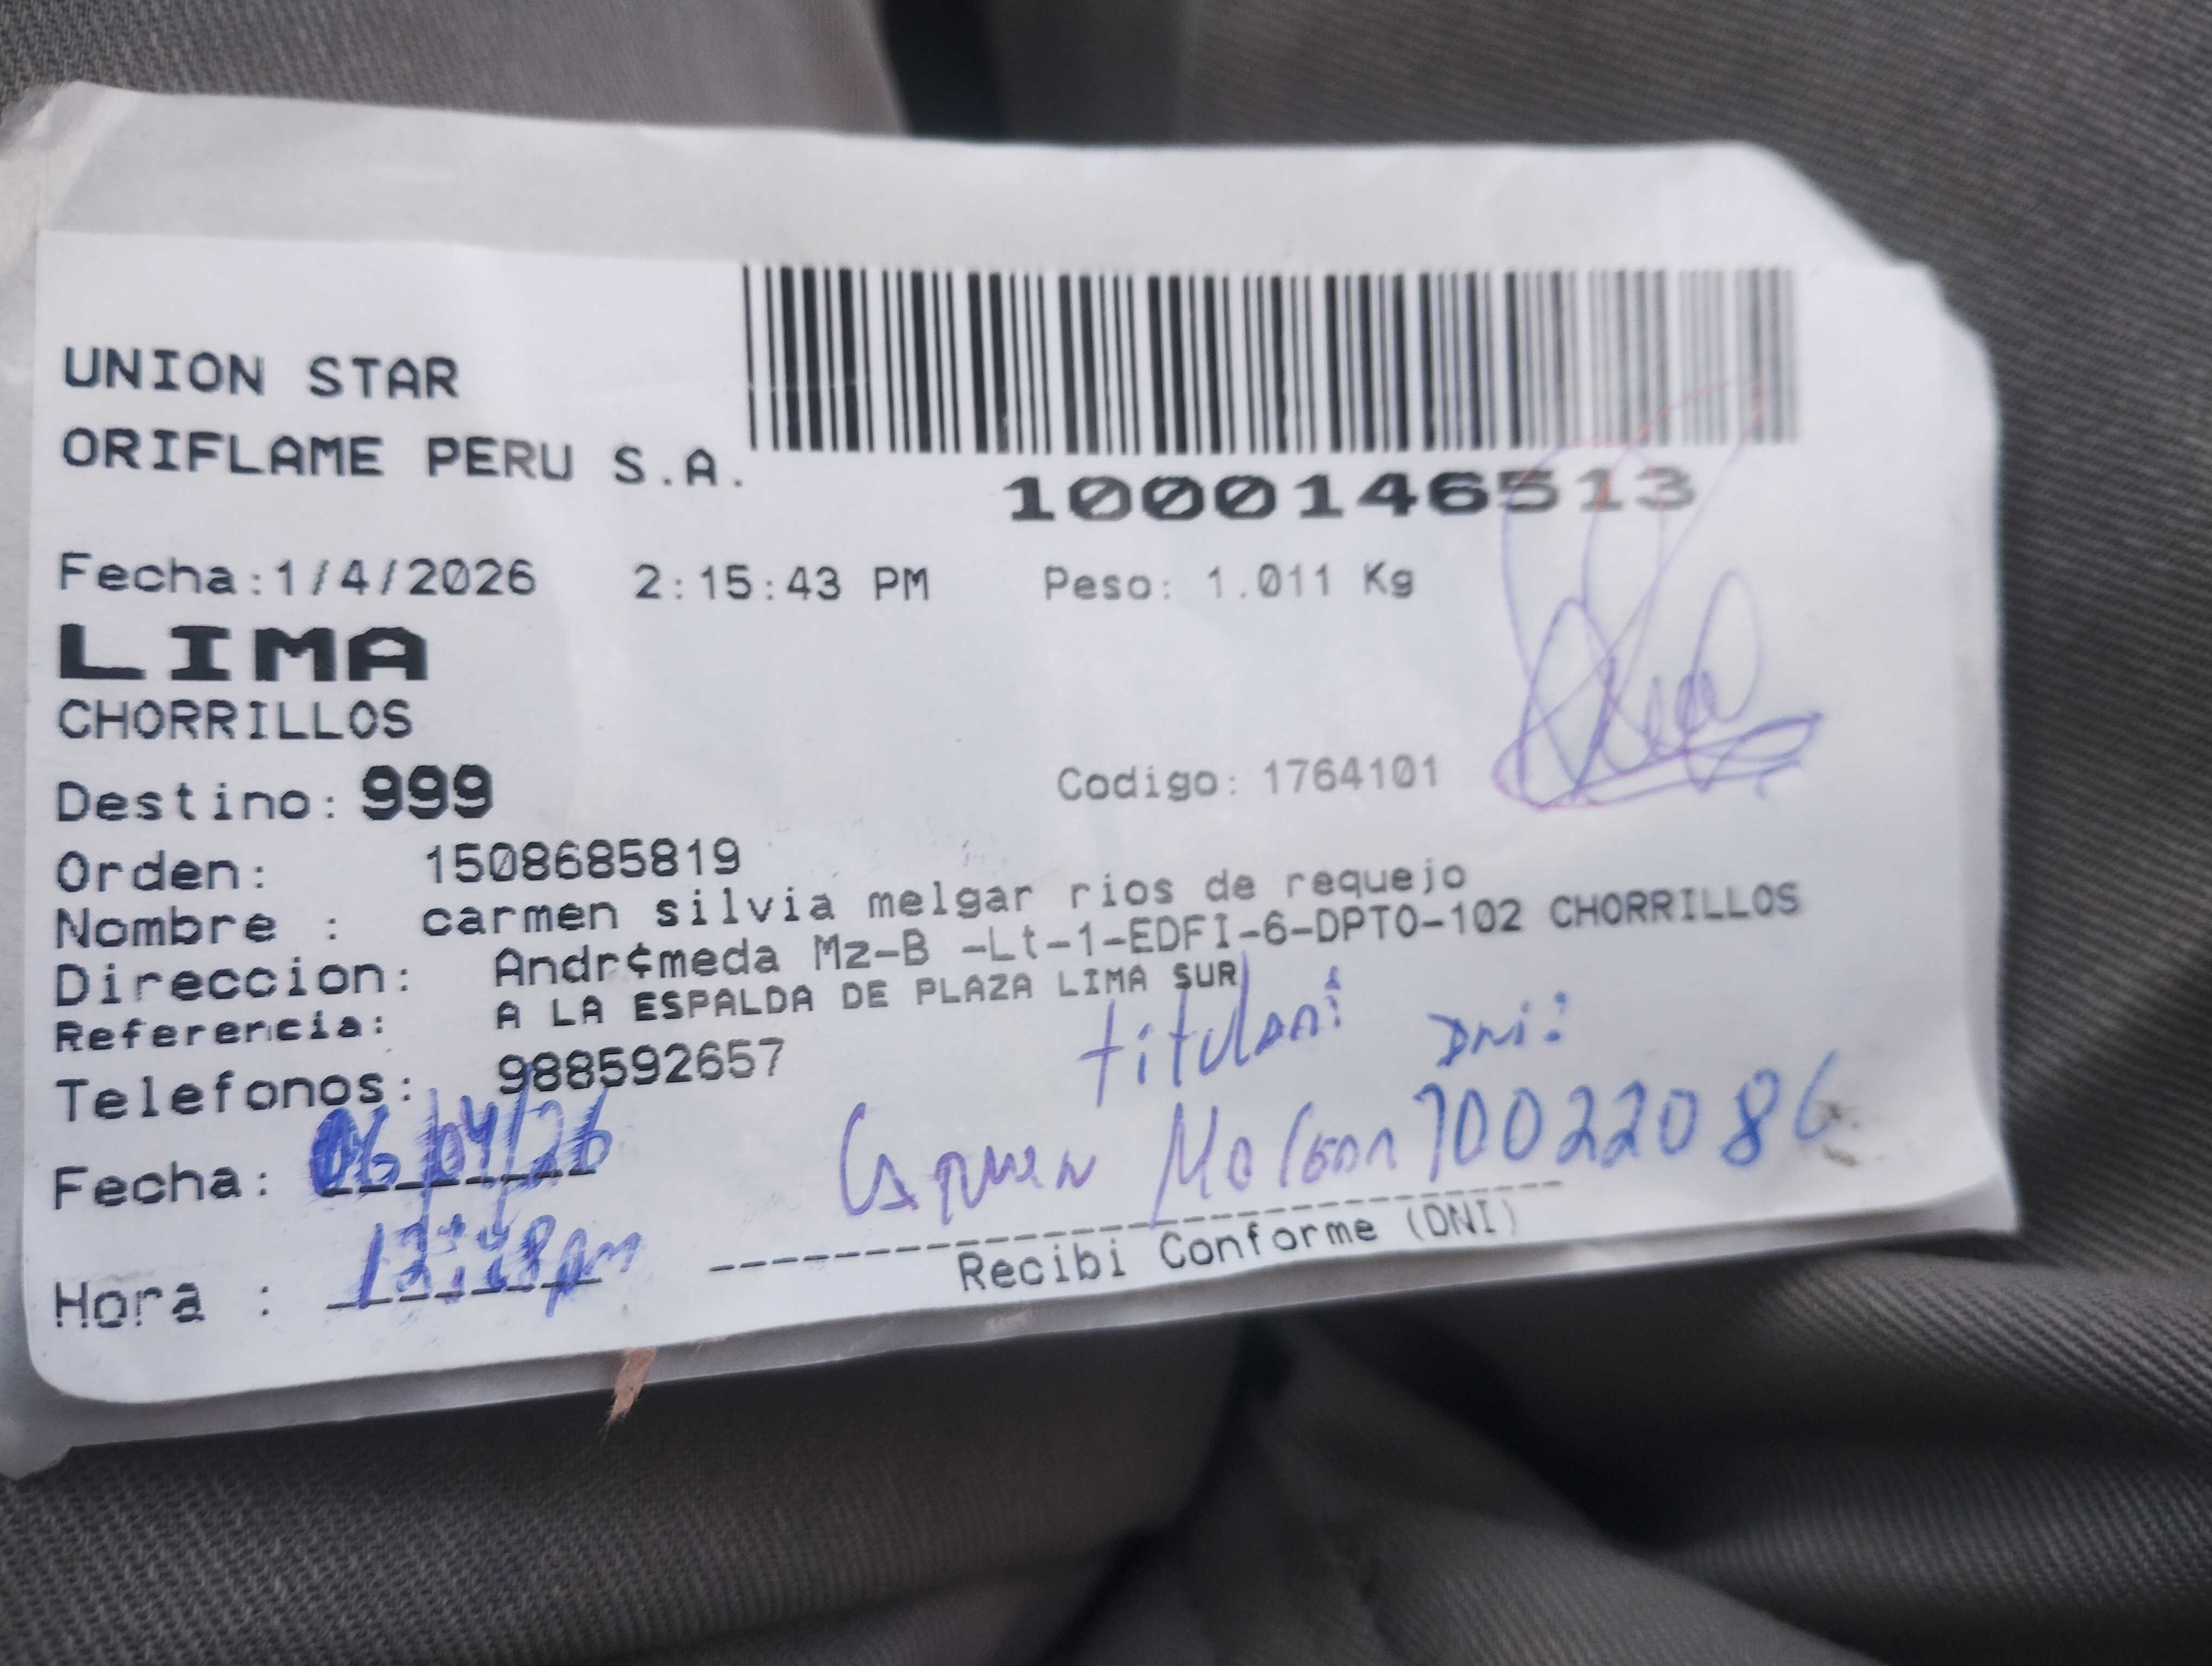 UNION STAR
ORIFLAME PERU S.A.
1000146513
Fecha:1/4/2026 2:15:43 PM Peso: 1.011 Kg
LIMA
CHORRILLOS
Destino: 999 Codigo: 1764101
Orden: 1508685819
Nombre : carmen silvia melgar rios de requejo
Direccion: Andr¢meda Mz-B -Lt-1-EDFI-6-DPTO-102 CHORRILLOS
Referencia: A LA ESPALDA DE PLAZA LIMA SUR
Telefonos: 988592657
titular: DNi:
Fecha: 06/04/26 Carmen 70022086
Recibi Conforme (DNI)
Hora : pm